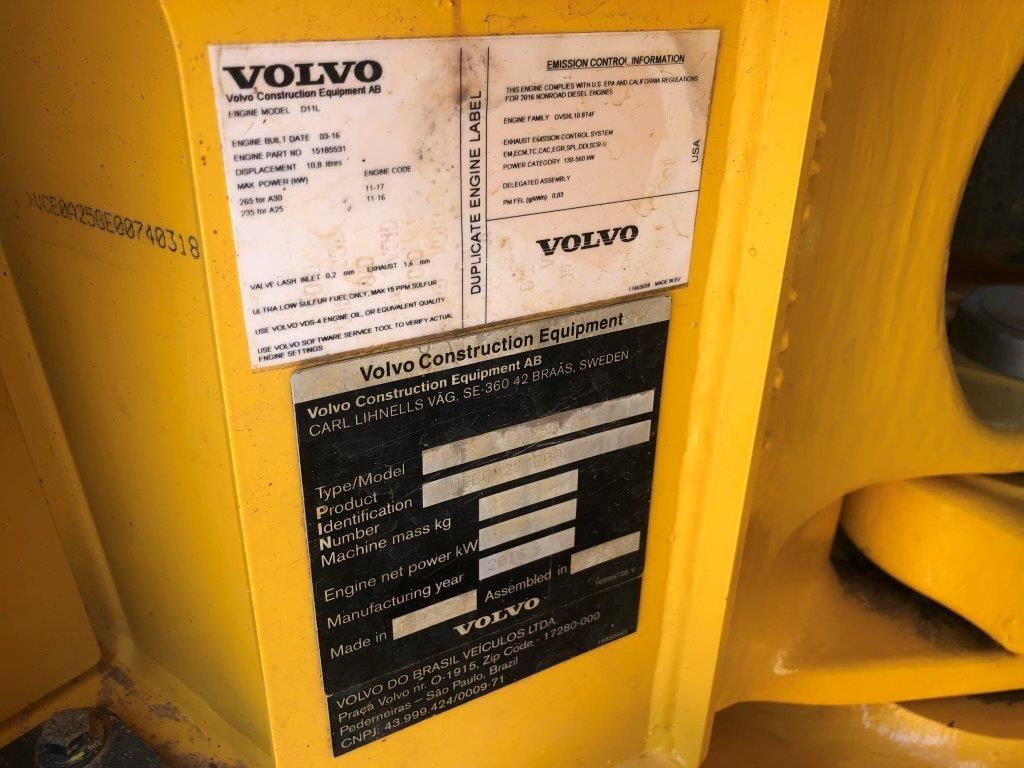 VOLVO
Volvo Construction Equipment AB
ENGINE MODEL D11L
ENGINE BUILT DATE 03-16
ENGINE PART NO 15185531
DISPLACEMENT 10,8 litres
MAX POWER (kW) ENGINE CODE
265 for A30 11-17
235 for A25 11-16
VALVE LASH INLET 0,2 mm EXHAUST 1,6 mm
ULTRA LOW SULFUR FUEL ONLY, MAX 15 PPM SULFUR
USE VOLVO VDS-4 ENGINE OIL, OR EQUIVALENT QUALITY
USE VOLVO SOFTWARE SERVICE TOOL TO VERIFY ACTUAL
ENGINE SETTINGS
DUPLICATE ENGINE LABEL
EMISSION CONTROL INFORMATION
THIS ENGINE COMPLIES WITH U.S. EPA AND CALIFORNIA REGULATIONS
FOR 2016 NONROAD DIESEL ENGINES
ENGINE FAMILY GVSXL10.8T4F
EXHAUST EMISSION CONTROL SYSTEM
EM,ECM,TC,CAC,EGR,SPL,DDI,SCR-U
POWER CATEGORY 130-560 kW
DELEGATED ASSEMBLY
PM FEL (g/kWh) 0,03
USA
VOLVO
MADE IN EU
VCE0A25GE00740318
Volvo Construction Equipment
Volvo Construction Equipment AB
CARL LIHNELLS VÄG, SE-360 42 BRAÅS, SWEDEN
Type/Model
Product
Identification
Number
Machine mass kg
Engine net power kW
Manufacturing year 2016
Made in Assembled in
VOLVO
VOLVO DO BRASIL VEÍCULOS LTDA.
Praça Volvo nr. O-1915, Zip Code - 17280-000
Pederneiras – São Paulo, Brazil
CNPJ: 43.999.424/0009-71